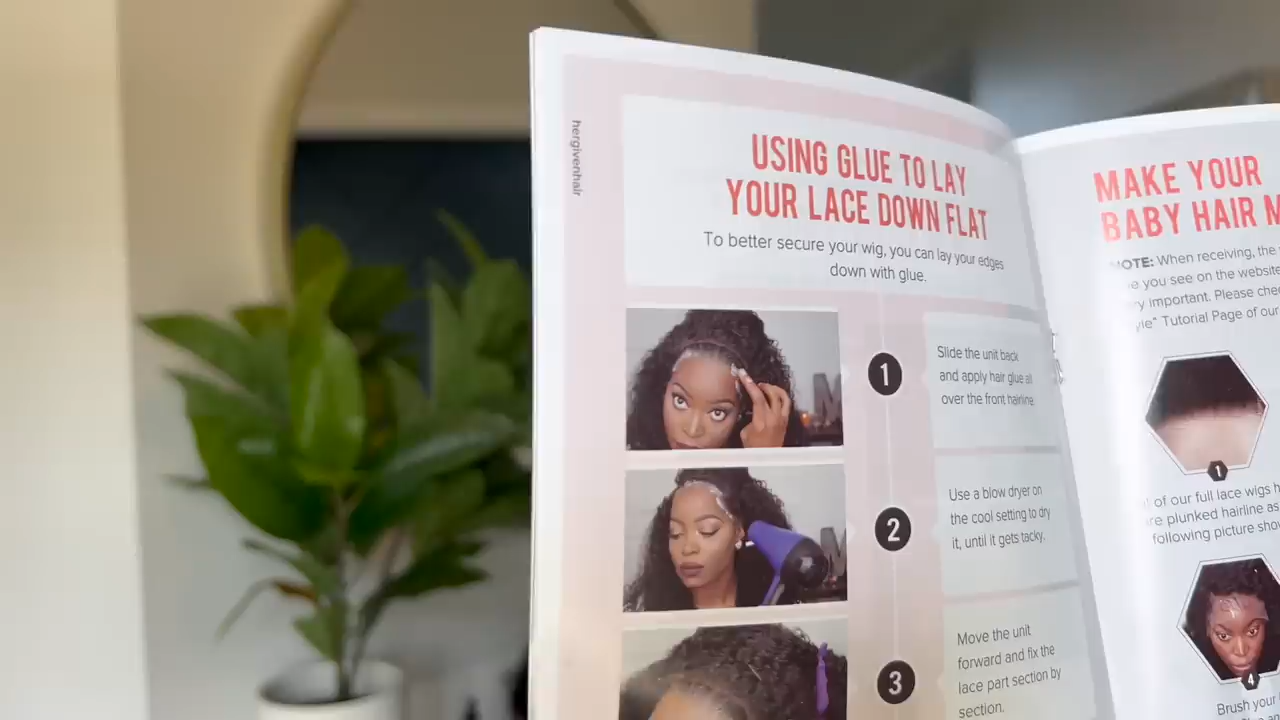 hergivenhair
USING GLUE TO LAY
YOUR LACE DOWN FLAT
To better secure your wig, you can lay your edges
down with glue.
1
Slide the unit back
and apply hair glue all
over the front hairline.
2
Use a blow dryer on
the cool setting to dry
it, until it gets tacky.
3
Move the unit
forward and fix the
lace part section by
section.
MAKE YOUR
BABY HAIR M
NOTE: When receiving, the
you see on the website
important. Please chec
Tutorial Page of our
1
of our full lace wigs h
plunked hairline as
following picture show
4
Brush your